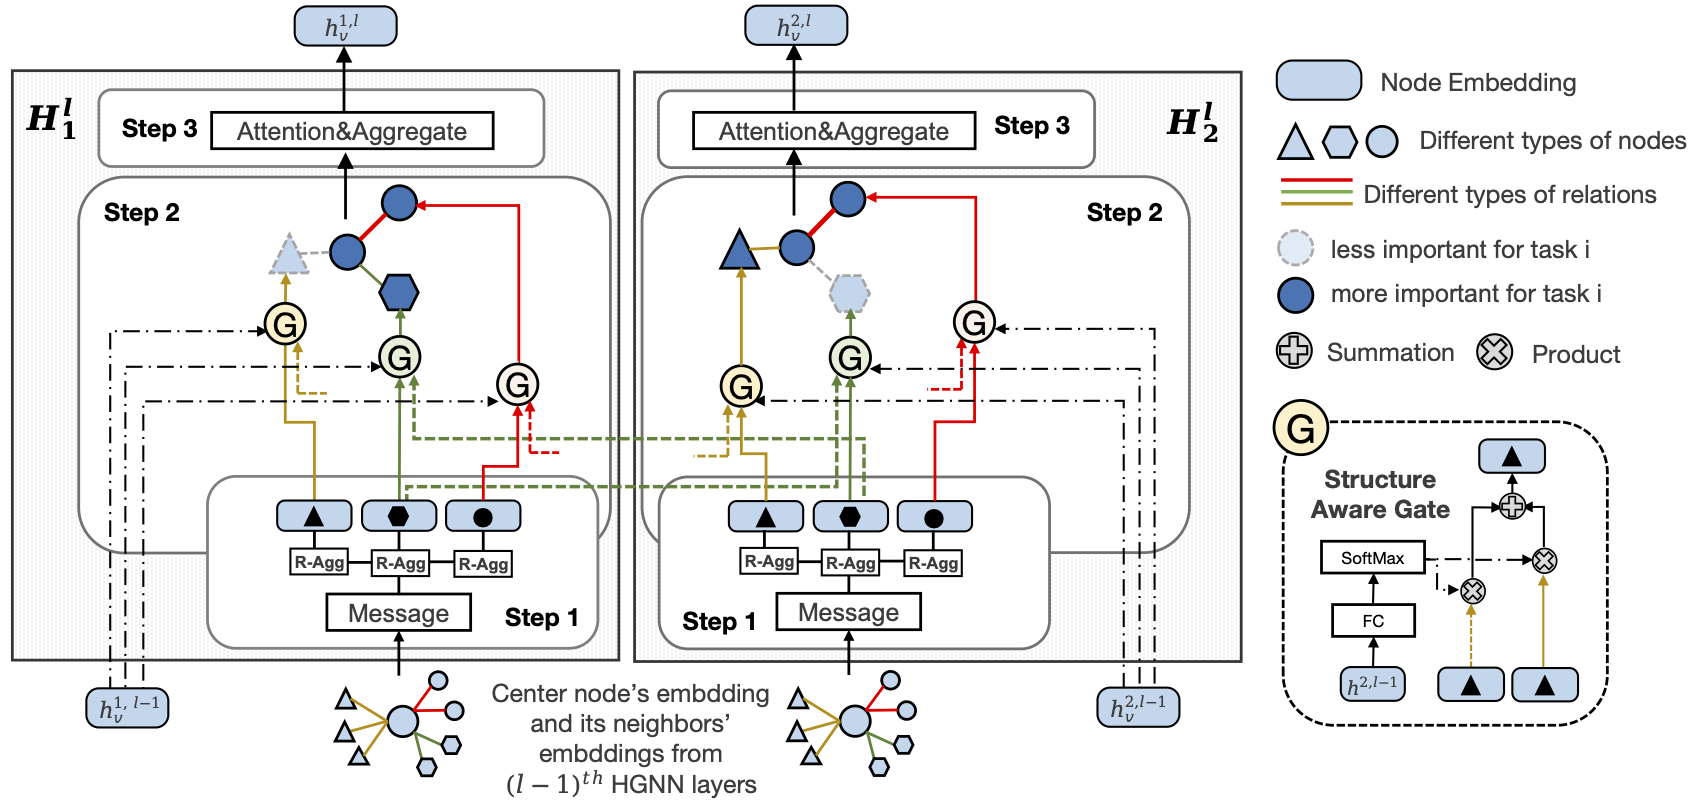 h_v^{1,l}
h_v^{2,l}
H_1^l
Step 3
Attention&Aggregate
Attention&Aggregate
Step 3
H_2^l
Step 2
Step 2
G
G
G
G
G
G
R-Agg
R-Agg
R-Agg
R-Agg
R-Agg
R-Agg
Message
Step 1
Step 1
Message
h_v^{1, l-1}
Center node's embdding
and its neighbors'
embddings from
(l − 1)^{th} HGNN layers
h_v^{2,l-1}
Node Embedding
Different types of nodes
Different types of relations
less important for task i
more important for task i
Summation
Product
G
Structure
Aware Gate
SoftMax
FC
h^{2,l-1}